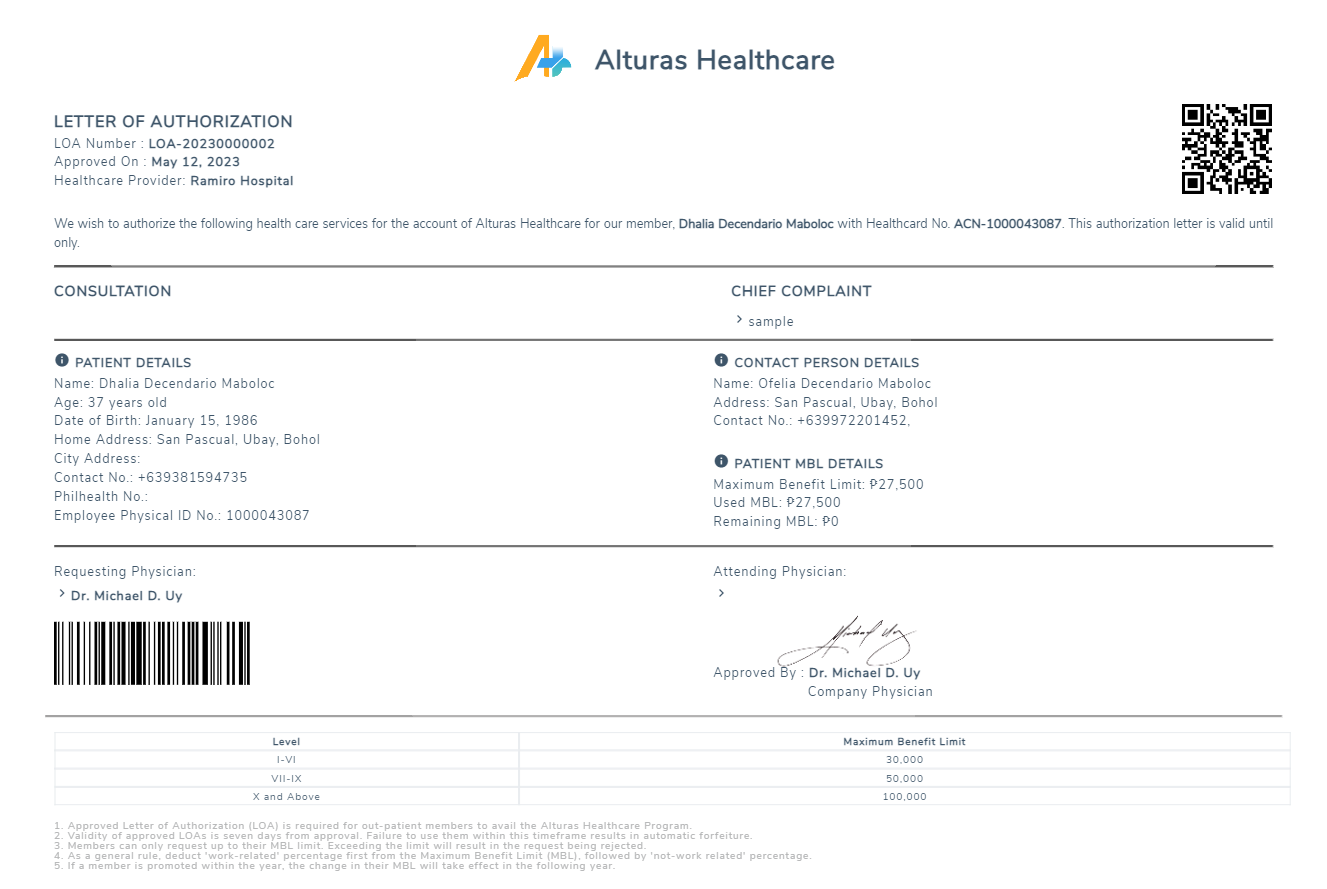 Alturas Healthcare
LETTER OF AUTHORIZATION
LOA Number : LOA-20230000002
Approved On : May 12, 2023
Healthcare Provider: Ramiro Hospital
We wish to authorize the following health care services for the account of Alturas Healthcare for our member, Dhalia Decendario Maboloc with Healthcard No. ACN-1000043087. This authorization letter is valid until
only.
CONSULTATION
CHIEF COMPLAINT
sample
PATIENT DETAILS
Name: Dhalia Decendario Maboloc
Age: 37 years old
Date of Birth: January 15, 1986
Home Address: San Pascual, Ubay, Bohol
City Address:
Contact No.: +639381594735
Philhealth No.:
Employee Physical ID No.: 1000043087
CONTACT PERSON DETAILS
Name: Ofelia Decendario Maboloc
Address: San Pascual, Ubay, Bohol
Contact No.: +639972201452,
PATIENT MBL DETAILS
Maximum Benefit Limit: ₱27,500
Used MBL: ₱27,500
Remaining MBL: ₱0
Requesting Physician:
Dr. Michael D. Uy
Attending Physician:
Michael Uy
Approved By : Dr. Michael D. Uy
Company Physician
Level Maximum Benefit Limit
I-VI 30,000
VII-IX 50,000
X and Above 100,000
1. Approved Letter of Authorization (LOA) is required for out-patient members to avail the Alturas Healthcare Program.
2. Validity of approved LOAs is seven days from approval. Failure to use them within this timeframe results in automatic forfeiture.
3. Members can only request up to their MBL limit. Exceeding the limit will result in the request being rejected.
4. As a general rule, deduct 'work-related' percentage first from the Maximum Benefit Limit (MBL), followed by 'not-work related' percentage.
5. If a member is promoted within the year, the change in their MBL will take effect in the following year.